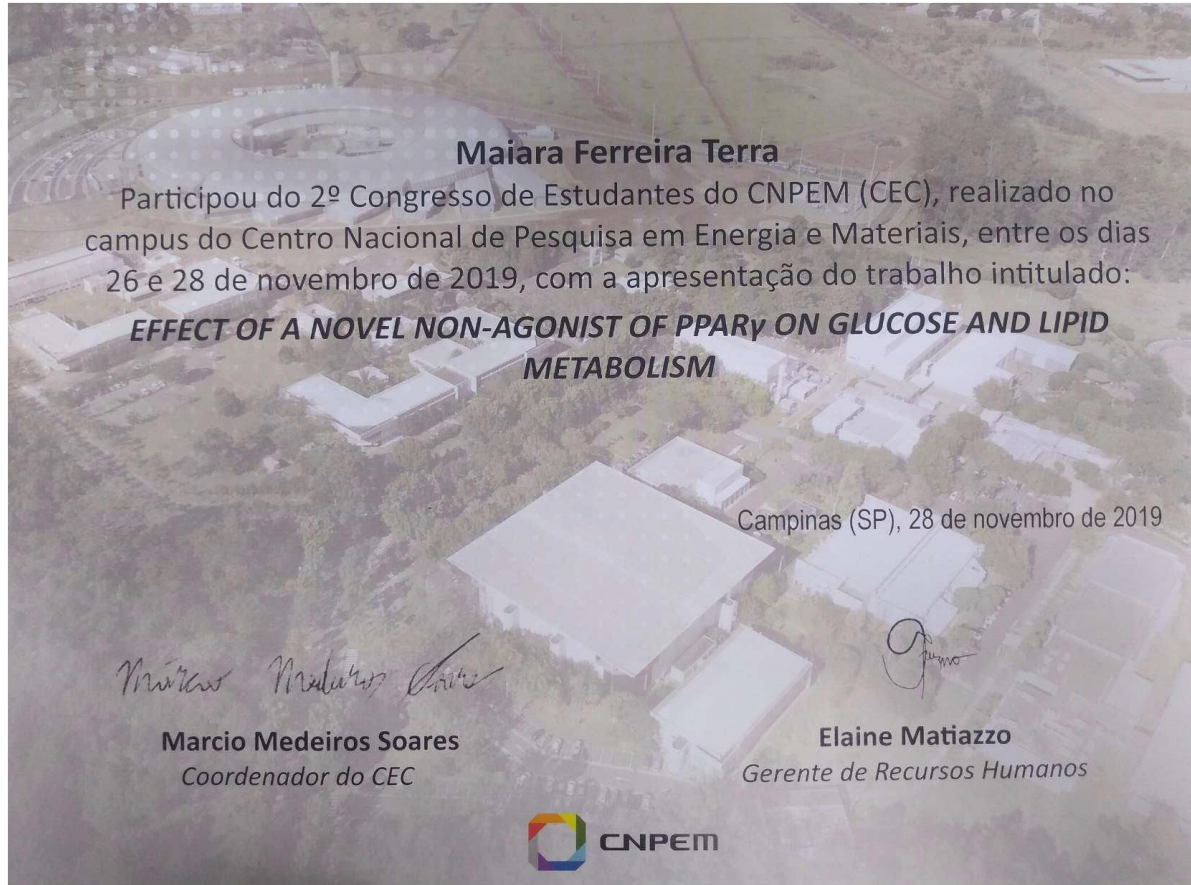 Maiara Ferreira Terra
Participou do 2º Congresso de Estudantes do CNPEM (CEC), realizado no
campus do Centro Nacional de Pesquisa em Energia e Materiais, entre os dias
26 e 28 de novembro de 2019, com a apresentação do trabalho intitulado:
EFFECT OF A NOVEL NON-AGONIST OF PPARγ ON GLUCOSE AND LIPID
METABOLISM
Campinas (SP), 28 de novembro de 2019
Márcio Medeiros Soares
Marcio Medeiros Soares
Coordenador do CEC
Elaine Matiazzo
Gerente de Recursos Humanos
CNPEM